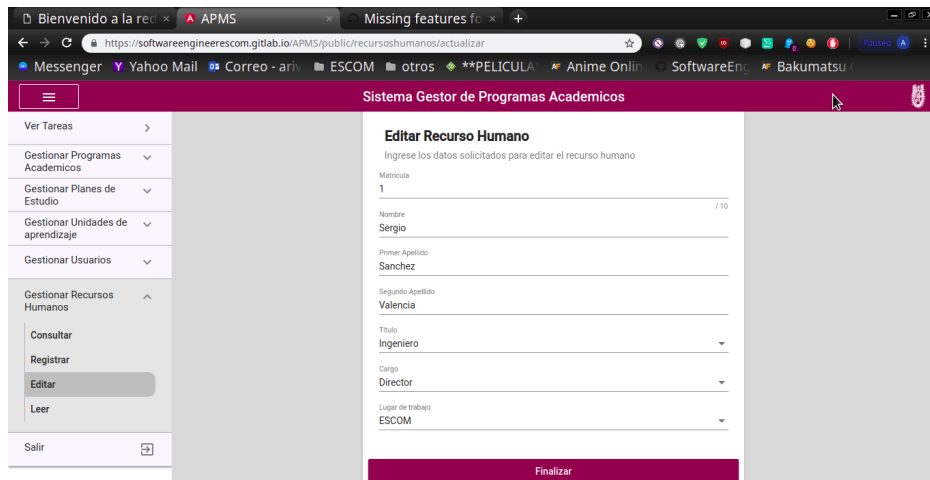 Bienvenido a la red
APMS
Missing features fo
https://softwareengineerescom.gitlab.io/APMS/public/recursoshumanos/actualizar
Paused A
Messenger Yahoo Mail Correo - ariv ESCOM otros **PELICULA Anime Onlin SoftwareEng Bakumatsu
Sistema Gestor de Programas Academicos
Ver Tareas
Gestionar Programas
Academicos
Gestionar Planes de
Estudio
Gestionar Unidades de
aprendizaje
Gestionar Usuarios
Gestionar Recursos
Humanos
Consultar
Registrar
Editar
Leer
Salir
Editar Recurso Humano
Ingrese los datos solicitados para editar el recurso humano
Matricula
1
/ 10
Nombre
Sergio
Primer Apellido
Sanchez
Segundo Apellido
Valencia
Título
Ingeniero
Cargo
Director
Lugar de trabajo
ESCOM
Finalizar